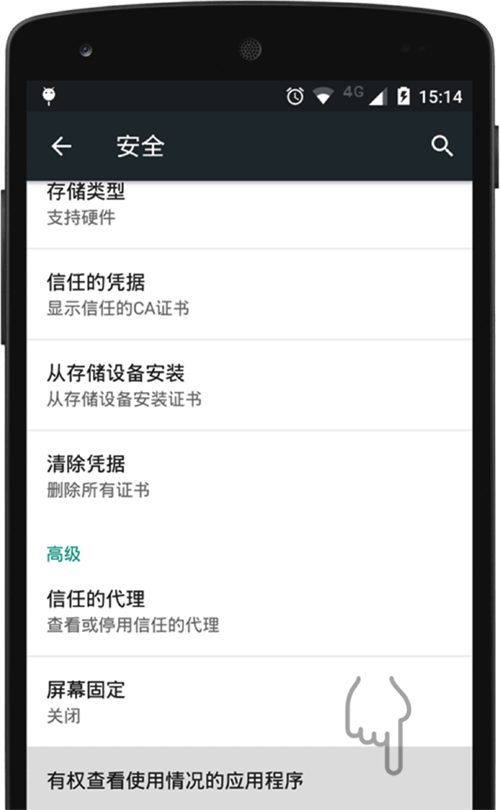 4G 15:14
安全
存储类型
支持硬件
信任的凭据
显示信任的CA证书
从存储设备安装
从存储设备安装证书
清除凭据
删除所有证书
高级
信任的代理
查看或停用信任的代理
屏幕固定
关闭
有权查看使用情况的应用程序